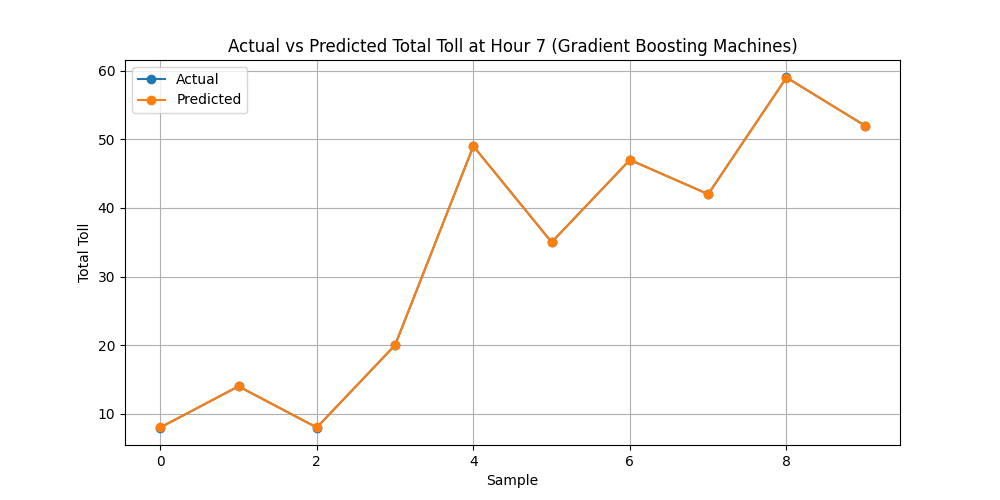 Actual vs Predicted Total Toll at Hour 7 (Gradient Boosting Machines)
Actual
Predicted
60
50
40
30
20
10
Total Toll
0 2 4 6 8
Sample